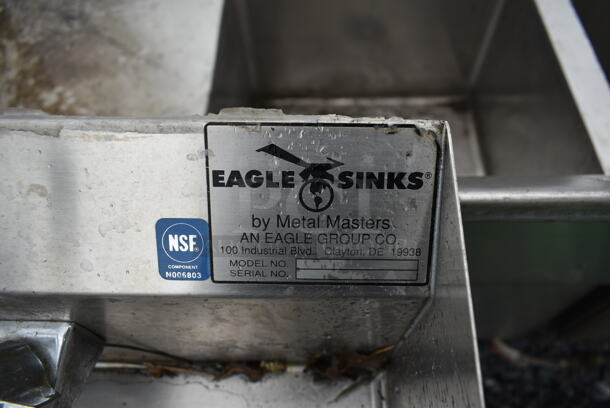 EAGLE SINKS®
by Metal Masters
AN EAGLE GROUP CO.
100 Industrial Blvd. Clayton, DE 19938
MODEL NO.
SERIAL NO.
NSF®
COMPONENT
N006803